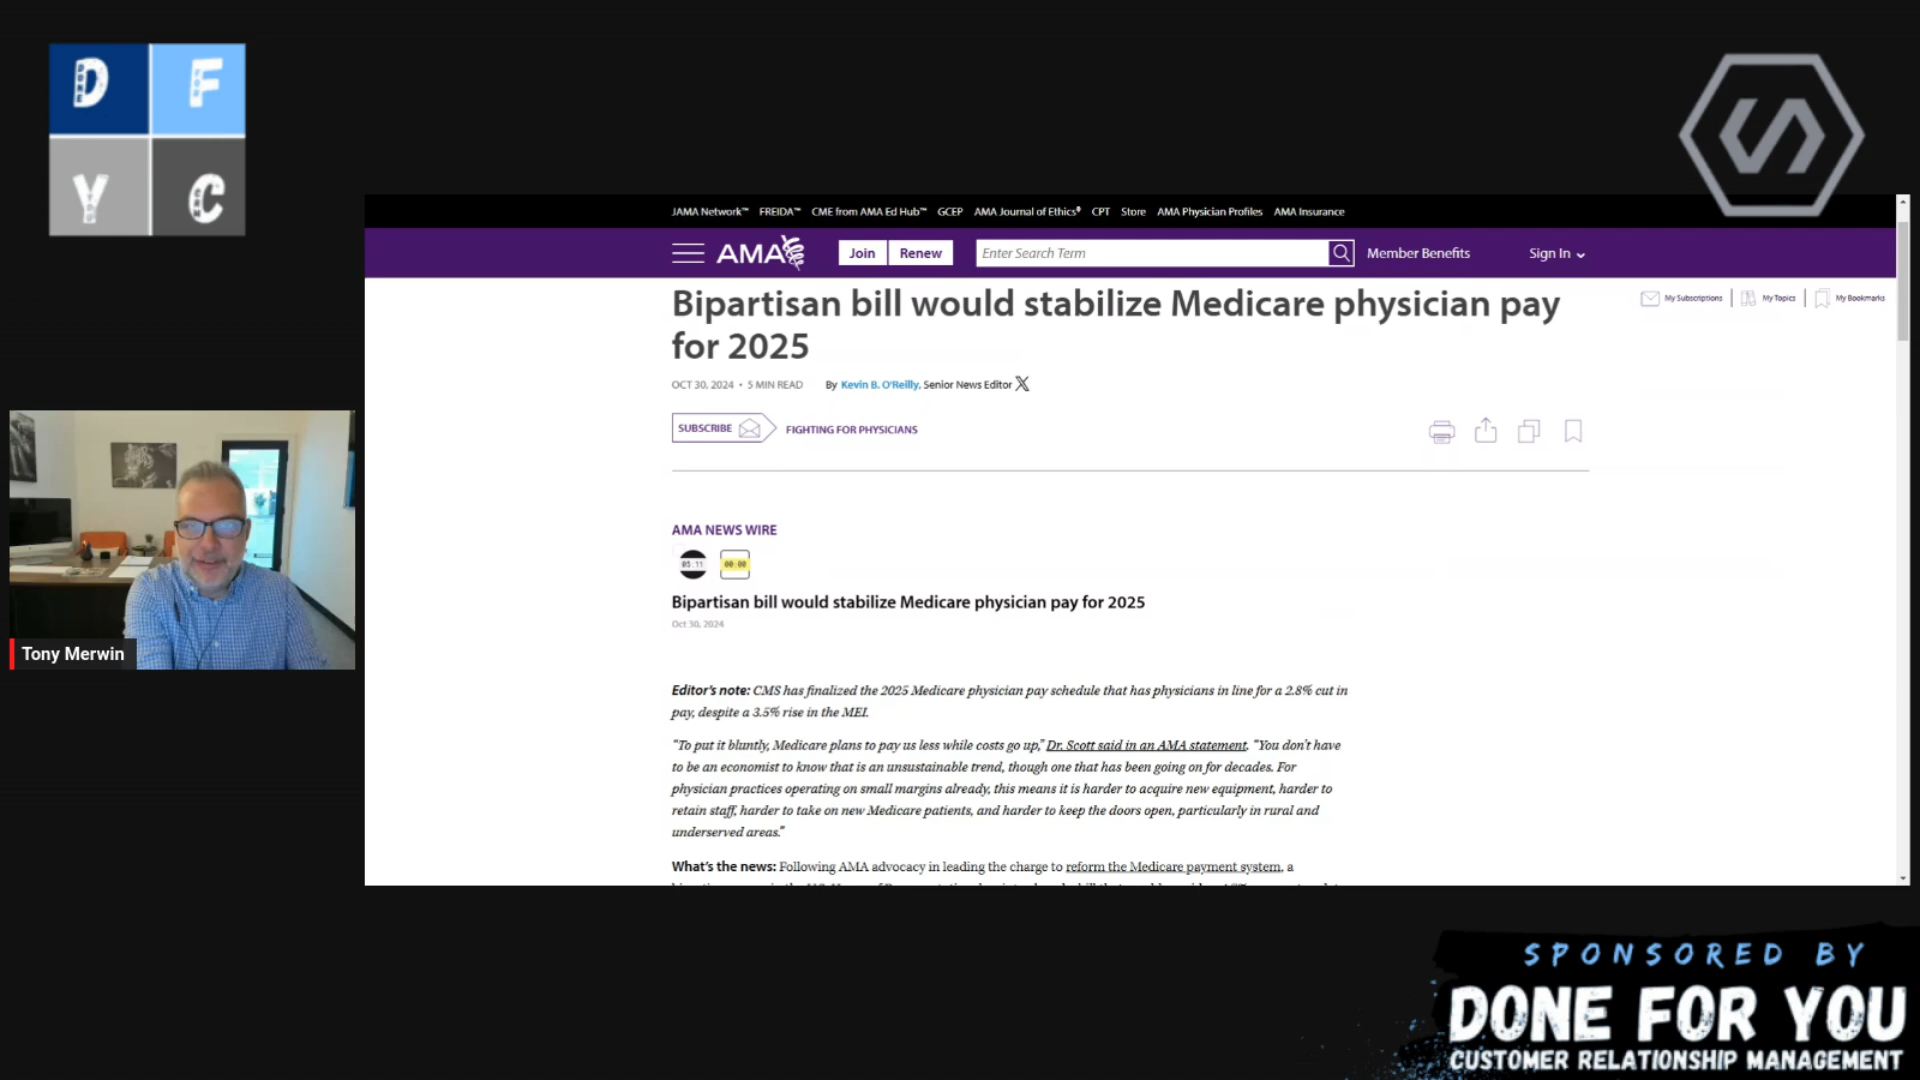 D F
Y C
JAMA Network™ FREIDA™ CME from AMA Ed Hub™ GCEP AMA Journal of Ethics® CPT Store AMA Physician Profiles AMA Insurance
AMA Join Renew Enter Search Term Member Benefits Sign In
Bipartisan bill would stabilize Medicare physician pay
for 2025
My Subscriptions My Topics My Bookmarks
OCT 30, 2024 • 5 MIN READ By Kevin B. O'Reilly, Senior News Editor
SUBSCRIBE FIGHTING FOR PHYSICIANS
AMA NEWS WIRE
05:11 00:00
Bipartisan bill would stabilize Medicare physician pay for 2025
Oct 30, 2024
Editor's note: CMS has finalized the 2025 Medicare physician pay schedule that has physicians in line for a 2.8% cut in
pay, despite a 3.5% rise in the MEI.
“To put it bluntly, Medicare plans to pay us less while costs go up,” Dr. Scott said in an AMA statement. “You don't have
to be an economist to know that is an unsustainable trend, though one that has been going on for decades. For
physician practices operating on small margins already, this means it is harder to acquire new equipment, harder to
retain staff, harder to take on new Medicare patients, and harder to keep the doors open, particularly in rural and
underserved areas.”
What's the news: Following AMA advocacy in leading the charge to reform the Medicare payment system, a
Tony Merwin
SPONSORED BY
DONE FOR YOU
CUSTOMER RELATIONSHIP MANAGEMENT